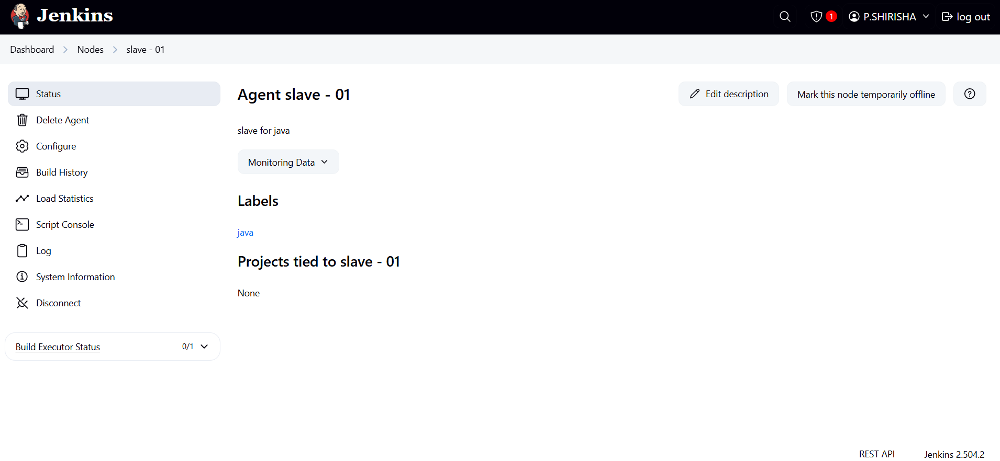 Jenkins
1
P.SHIRISHA
log out
Dashboard
Nodes
slave - 01
Status
Delete Agent
Configure
Build History
Load Statistics
Script Console
Log
System Information
Disconnect
Build Executor Status
0/1
Agent slave - 01
Edit description
Mark this node temporarily offline
slave for java
Monitoring Data
Labels
java
Projects tied to slave - 01
None
REST API
Jenkins 2.504.2